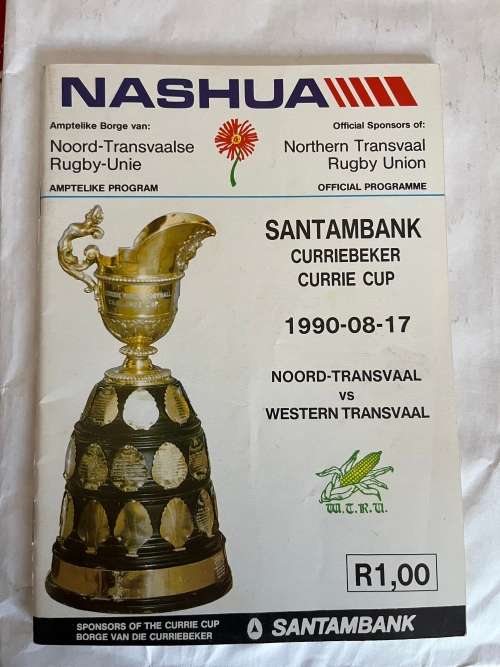 NASHUA
Amptelike Borge van:
Noord-Transvaalse
Rugby-Unie
AMPTELIKE PROGRAM
Official Sponsors of:
Northern Transvaal
Rugby Union
OFFICIAL PROGRAMME
SANTAMBANK
CURRIEBEKER
CURRIE CUP
1990-08-17
NOORD-TRANSVAAL
VS
WESTERN TRANSVAAL
W.T.R.U.
R1,00
SPONSORS OF THE CURRIE CUP
BORGE VAN DIE CURRIEBEKER
SANTAMBANK